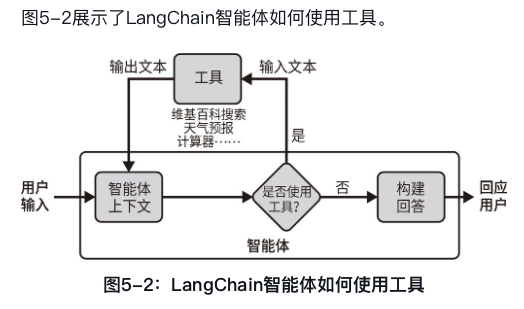 图5-2展示了LangChain智能体如何使用工具。
输出文本
工具
输入文本
维基百科搜索
天气预报
计算器……
是
用户
输入
智能体
上下文
是否使用
工具?
否
构建
回答
回应
用户
智能体
图5-2：LangChain智能体如何使用工具